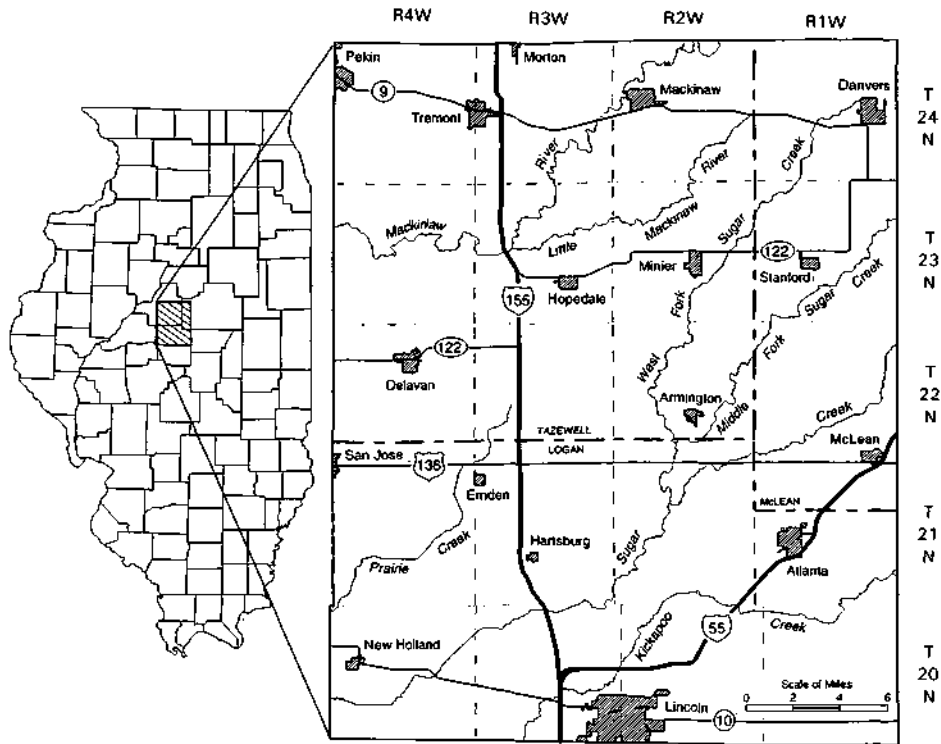 R4W R3W R2W R1W
Pekin
Morton
Mackinaw
Danvers
9
Tremont
T
24
N
River
River
Creek
Mackinaw
Little
Mackinaw
Sugar
122
T
23
N
Minier
Stanford
Creek
155
Hopedale
Fork
Sugar
Fork
122
Delavan
West
Armington
Middle
T
22
N
Creek
TAZEWELL
LOGAN
McLean
San Jose
136
Emden
McLEAN
T
21
N
Creek
Prairie
Hartsburg
Sugar
Atlanta
55
Creek
Kickapoo
New Holland
T
20
N
Scale of Miles
0 2 4 6
Lincoln
10